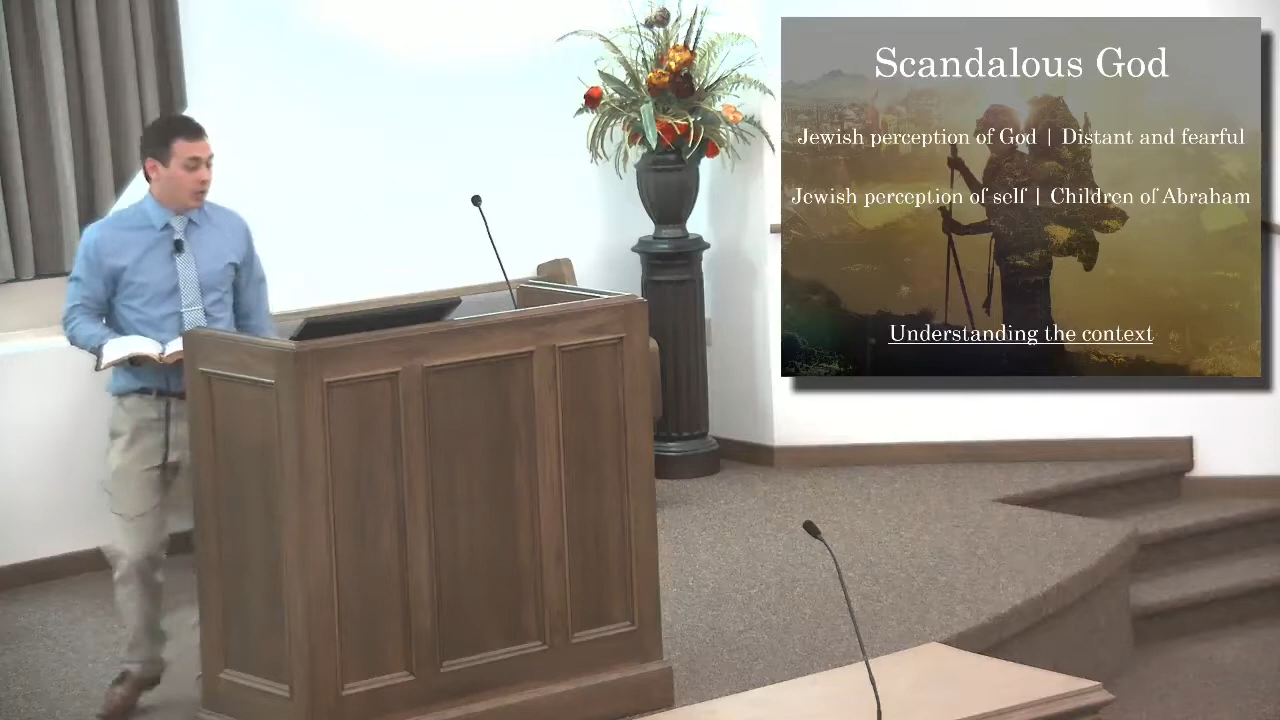 Scandalous God
Jewish perception of God | Distant and fearful
Jewish perception of self | Children of Abraham
Understanding the context